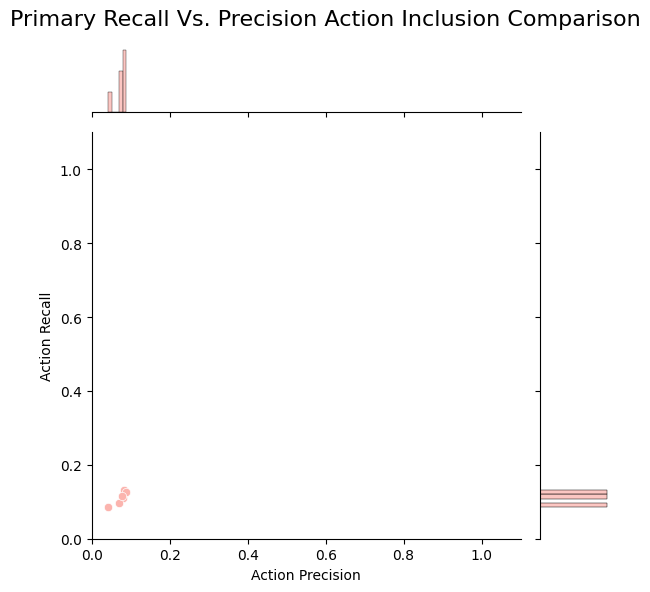 Primary Recall Vs. Precision Action Inclusion Comparison
1.0
0.8
0.6
0.4
0.2
0.0
Action Recall
0.0 0.2 0.4 0.6 0.8 1.0
Action Precision